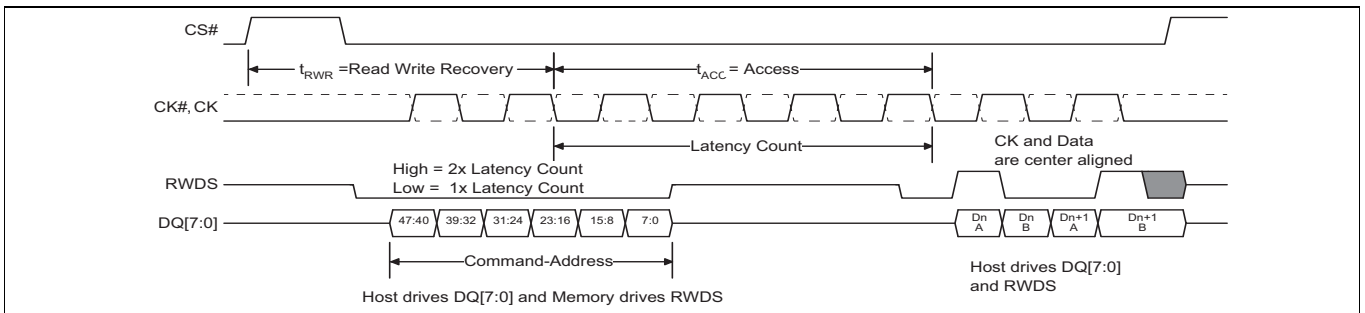 CS#
tRWR =Read Write Recovery
tACC = Access
CK#, CK
Latency Count
CK and Data
are center aligned
High = 2x Latency Count
Low = 1x Latency Count
RWDS
DQ[7:0]
47:40 39:32 31:24 23:16 15:8 7:0
Dn A Dn B Dn+1 A Dn+1 B
Command-Address
Host drives DQ[7:0]
and RWDS
Host drives DQ[7:0] and Memory drives RWDS